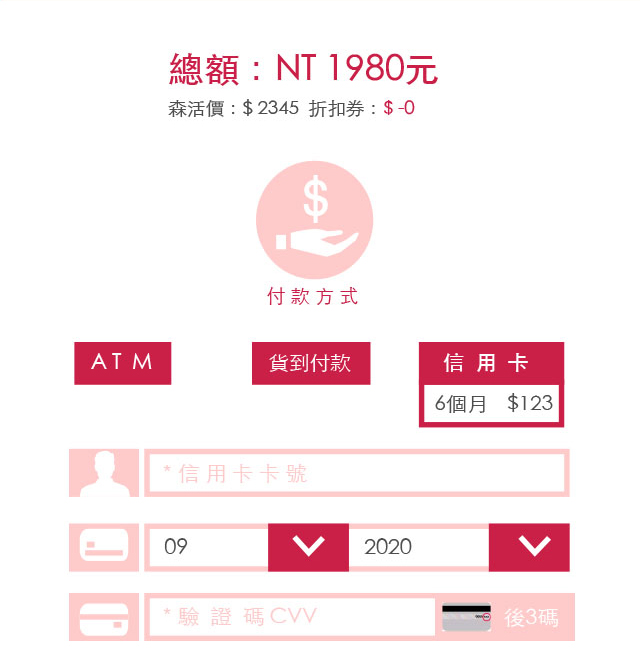 總額：NT 1980元
森活價：$ 2345 折扣券：$ -0
$
付款方式
ATM 貨到付款 信用卡
6個月 $123
* 信用卡卡號
09 2020
* 驗證碼CVV 後3碼